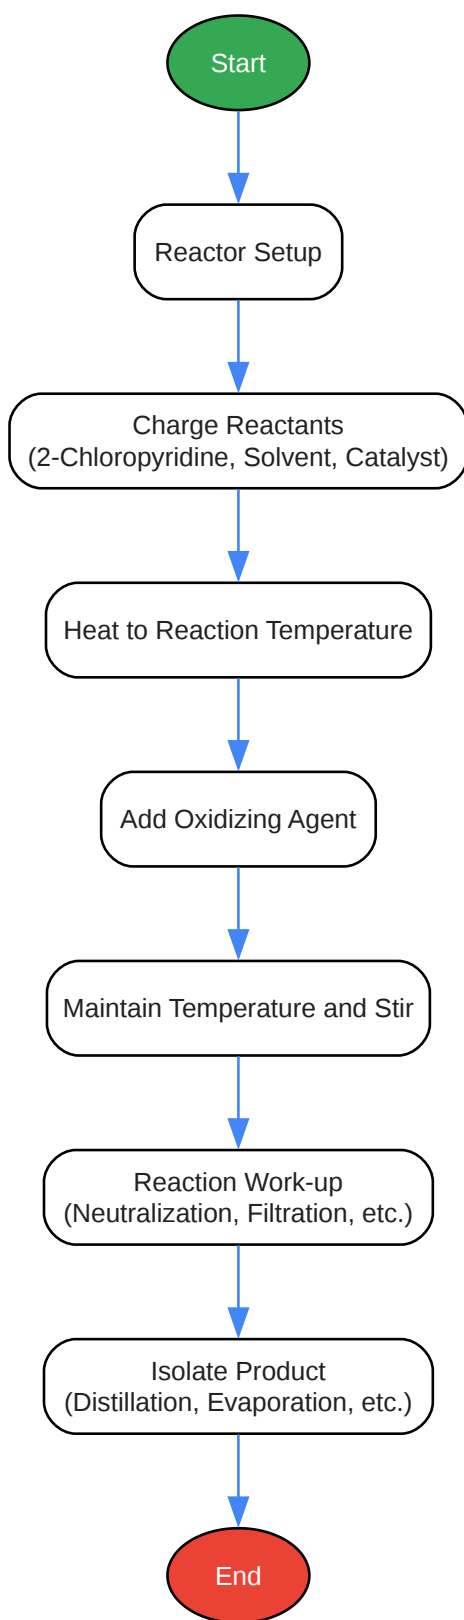 Start
Reactor Setup
Charge Reactants
(2-Chloropyridine, Solvent, Catalyst)
Heat to Reaction Temperature
Add Oxidizing Agent
Maintain Temperature and Stir
Reaction Work-up
(Neutralization, Filtration, etc.)
Isolate Product
(Distillation, Evaporation, etc.)
End